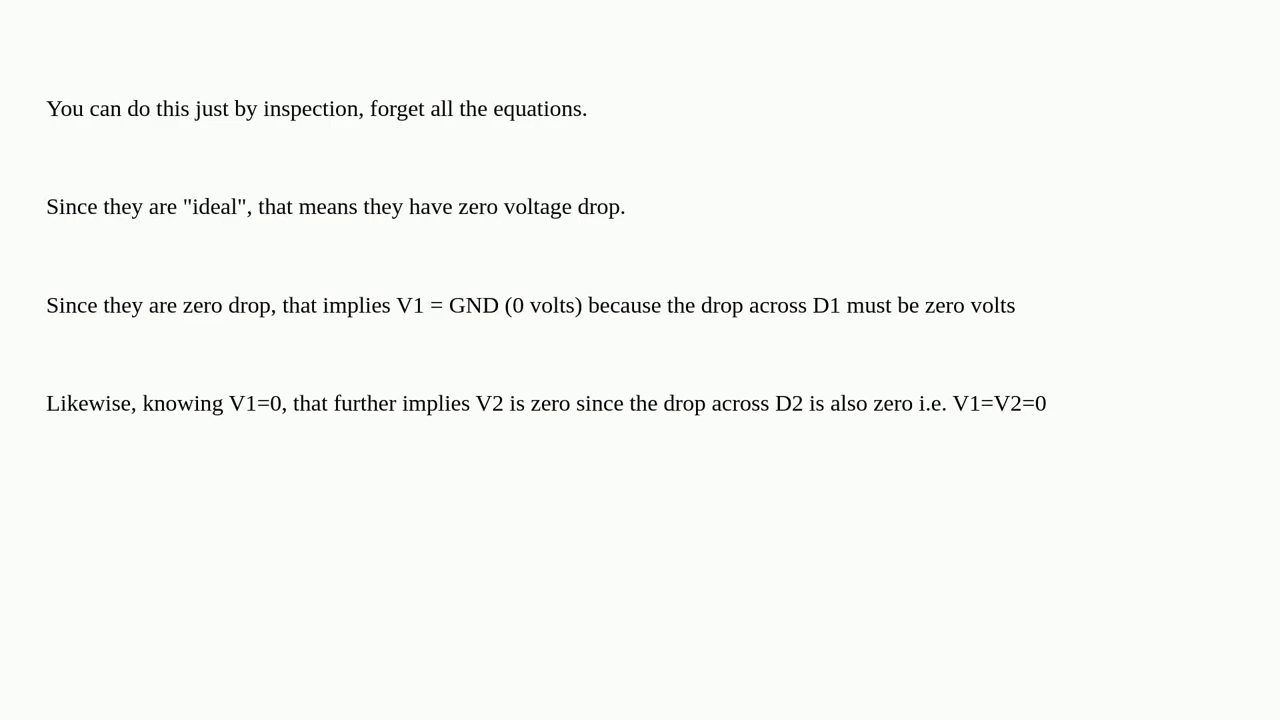 You can do this just by inspection, forget all the equations.
Since they are "ideal", that means they have zero voltage drop.
Since they are zero drop, that implies V1 = GND (0 volts) because the drop across D1 must be zero volts
Likewise, knowing V1=0, that further implies V2 is zero since the drop across D2 is also zero i.e. V1=V2=0